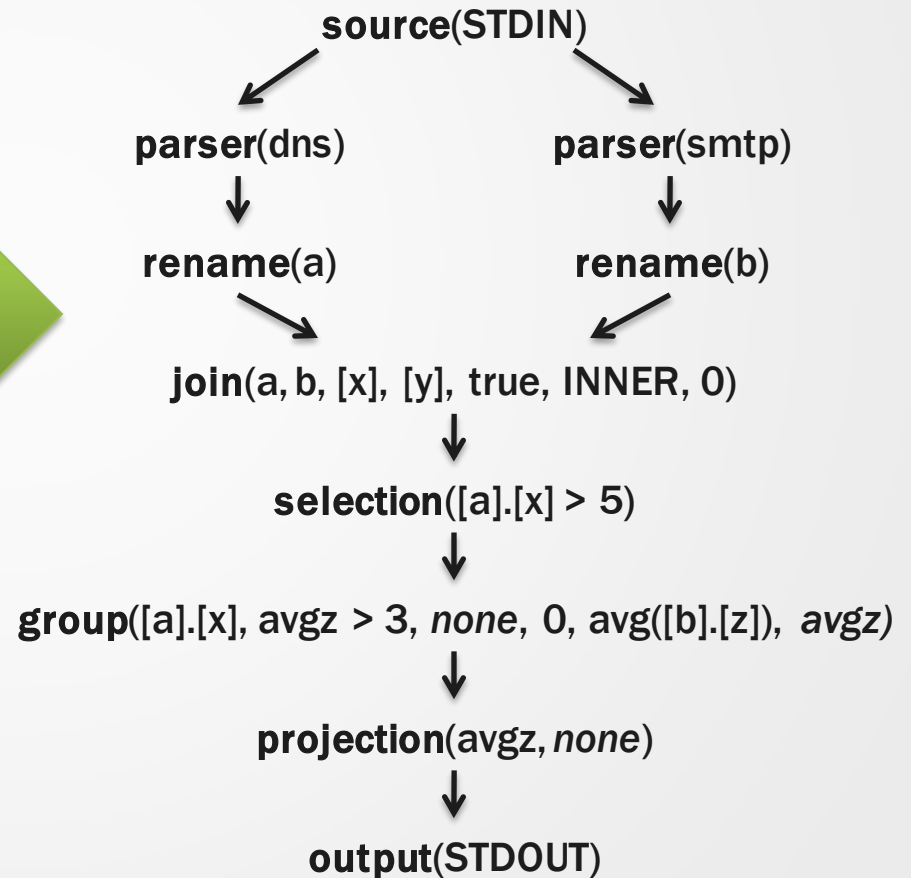 source(STDIN)
parser(dns) parser(smtp)
rename(a) rename(b)
join(a, b, [x], [y], true, INNER, 0)
selection([a].[x] > 5)
group([a].[x], avgz > 3, none, 0, avg([b].[z]), avgz)
projection(avgz, none)
output(STDOUT)